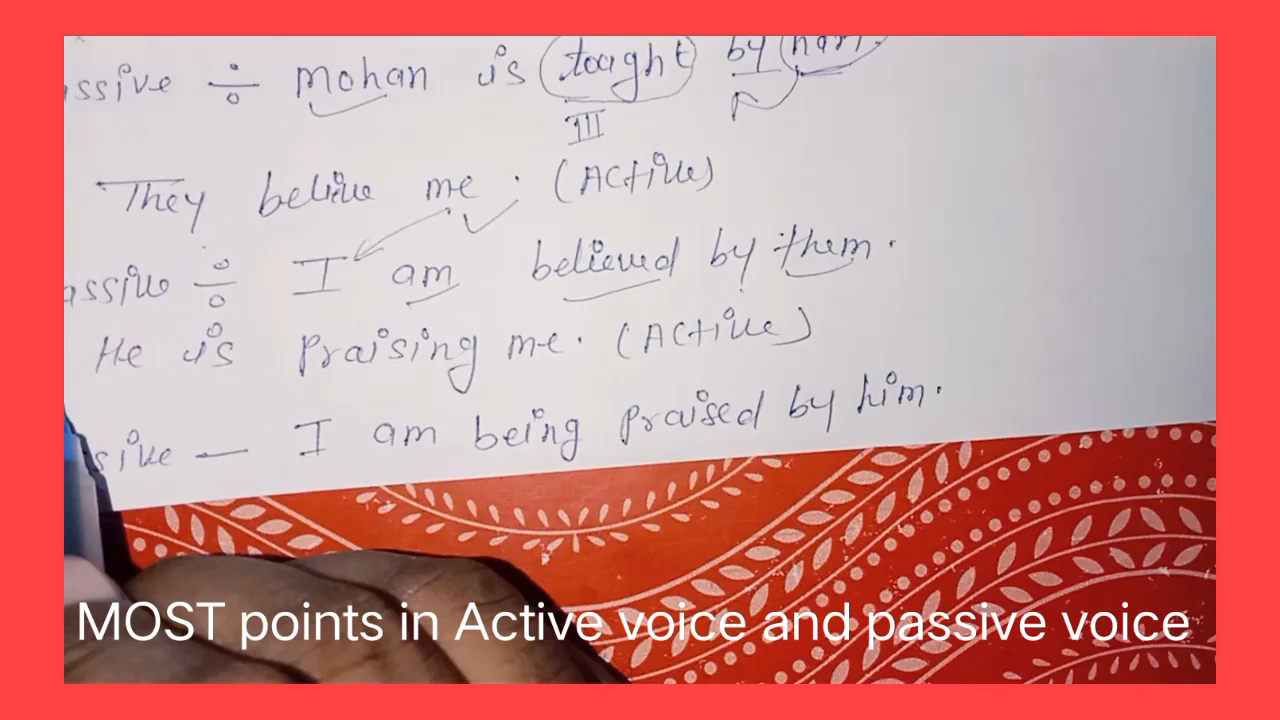 ssive ÷ Mohan is taught by hari.
III
They belive me. (Active)
assive ÷ I am believed by them.
He is Praising me. (Active)
sive — I am being praised by him.
MOST points in Active voice and passive voice